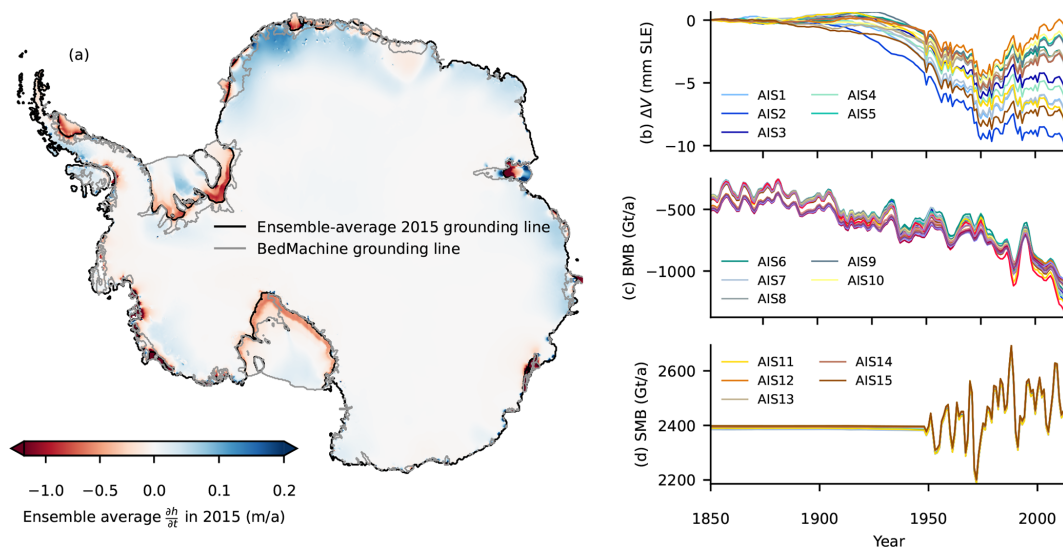 (a)
Ensemble-average 2015 grounding line
BedMachine grounding line
−1.0 −0.5 0.0 0.1 0.2
Ensemble average ∂h/∂t in 2015 (m/a)
(b) ΔV (mm SLE)
0
−5
−10
AIS1 AIS4
AIS2 AIS5
AIS3
(c) BMB (Gt/a)
−500
−1000
AIS6 AIS9
AIS7 AIS10
AIS8
(d) SMB (Gt/a)
2600
2400
2200
AIS11 AIS14
AIS12 AIS15
AIS13
1850 1900 1950 2000
Year